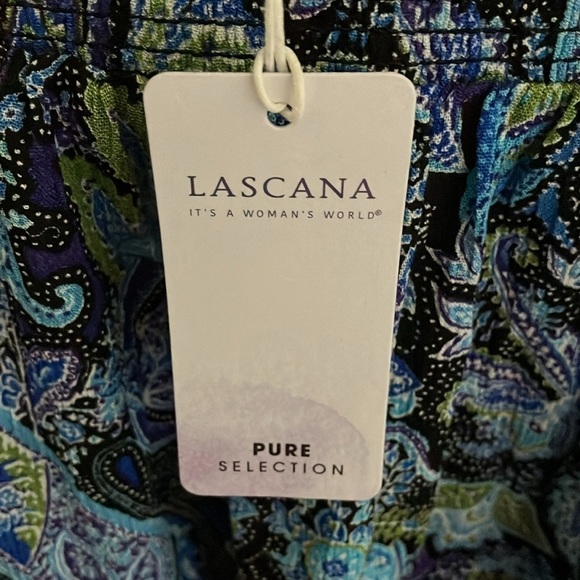 LASCANA
IT'S A WOMAN'S WORLD®
PURE
SELECTION